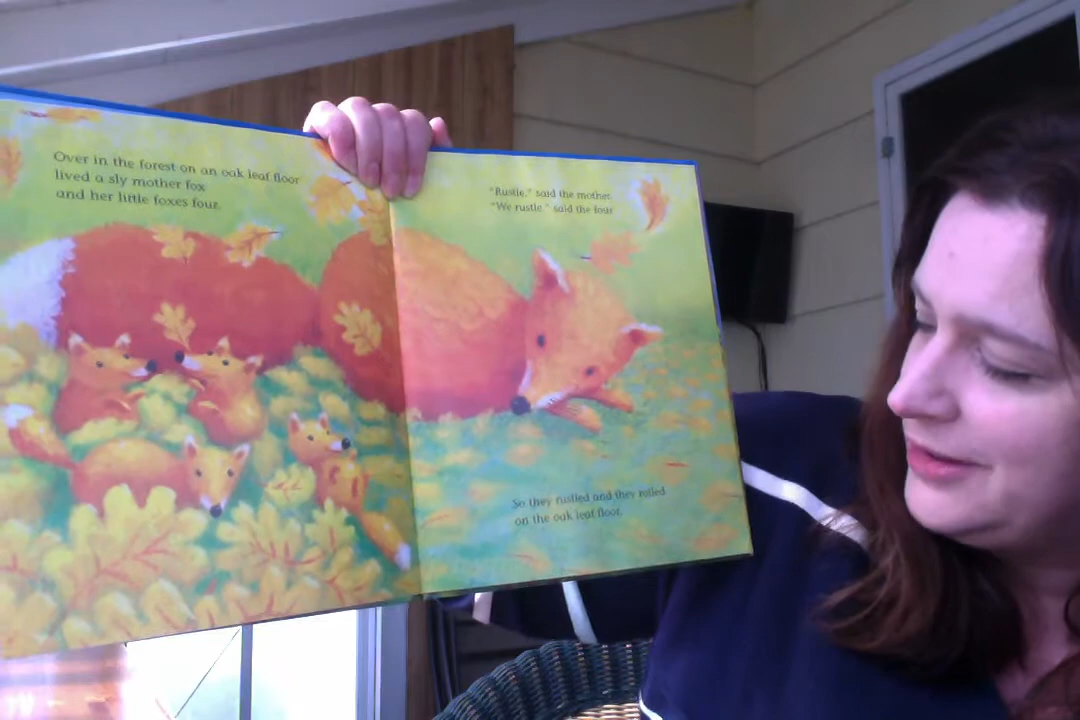 Over in the forest on an oak leaf floor
lived a sly mother fox
and her little foxes four.
"Rustle," said the mother.
"We rustle," said the four.
So they rustled and they rolled
on the oak leaf floor.